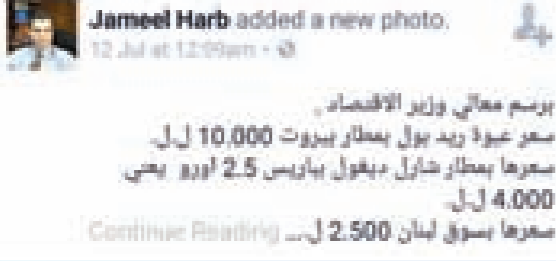 Jameel Harb added a new photo.
12 Jul at 12:09am
برسم معالي وزير الاقتصاد .
سعر عبوة ريد بول بمطار بيروت 10.000 ل.ل.
سعرها بمطار شارل ديغول بباريس 2.5 اورو يعني
4.000 ل.ل.
سعرها بسوق لبنان 2.500 ل.... Continue Reading